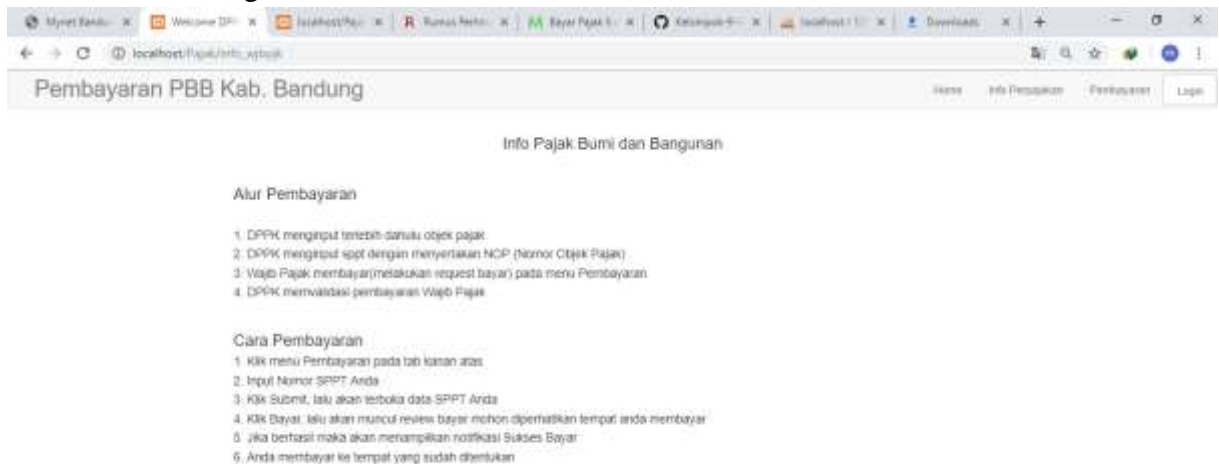 Welcome
localhost/Pajak/info_wjbpjk
Pembayaran PBB Kab. Bandung
Home
Info Perpajakan
Pembayaran
Login
Info Pajak Bumi dan Bangunan
Alur Pembayaran
1. DPPK menginput terlebih dahulu objek pajak
2. DPPK menginput sppt dengan menyertakan NOP (Nomor Objek Pajak)
3. Wajib Pajak membayar(melakukan request bayar) pada menu Pembayaran
4. DPPK memvalidasi pembayaran Wajib Pajak
Cara Pembayaran
1. Klik menu Pembayaran pada tab kanan atas
2. Input Nomor SPPT Anda
3. Klik Submit, lalu akan terboka data SPPT Anda
4. Klik Bayar, lalu akan muncul review bayar mohon diperhatikan tempat anda membayar
5. Jika berhasil maka akan menampilkan notifikasi Sukses Bayar
6. Anda membayar ke tempat yang sudah ditentukan